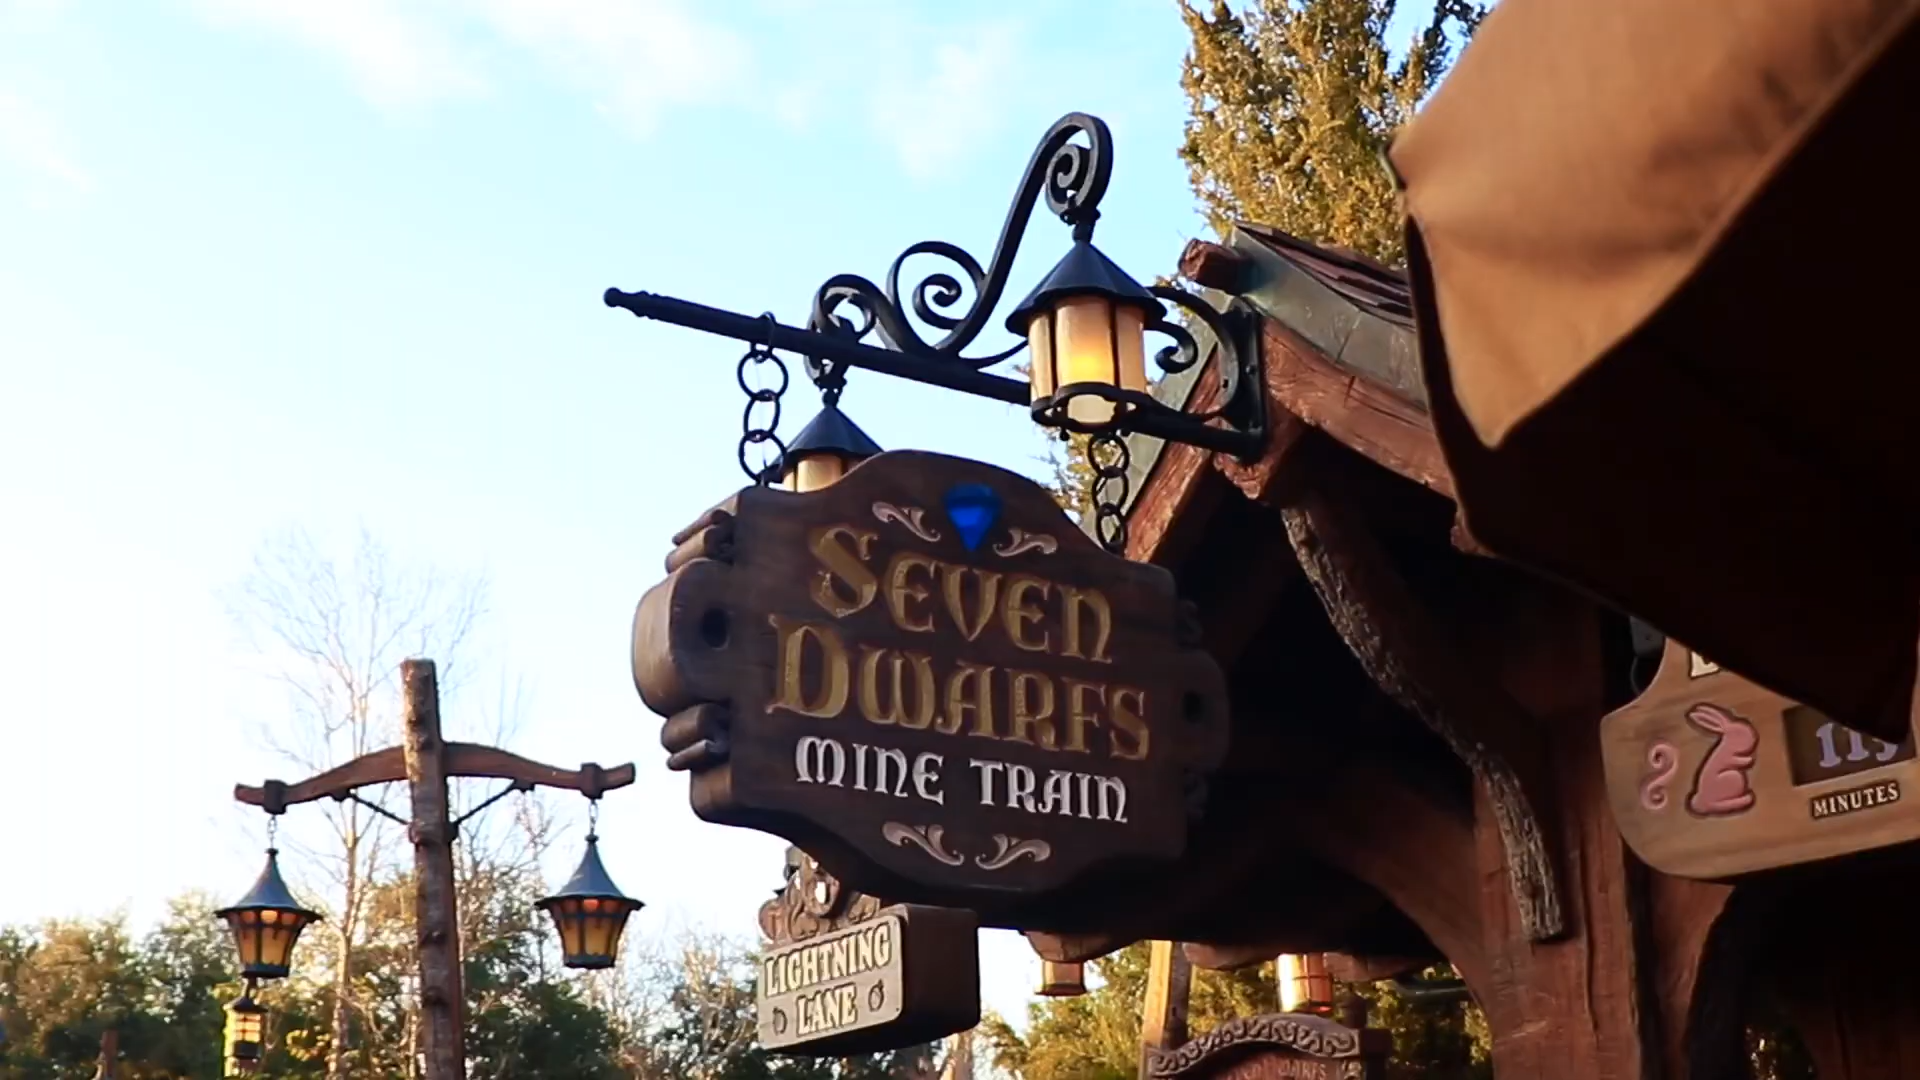 SEVEN
DWARFS
MINE TRAIN
LIGHTNING
LANE
MINUTES